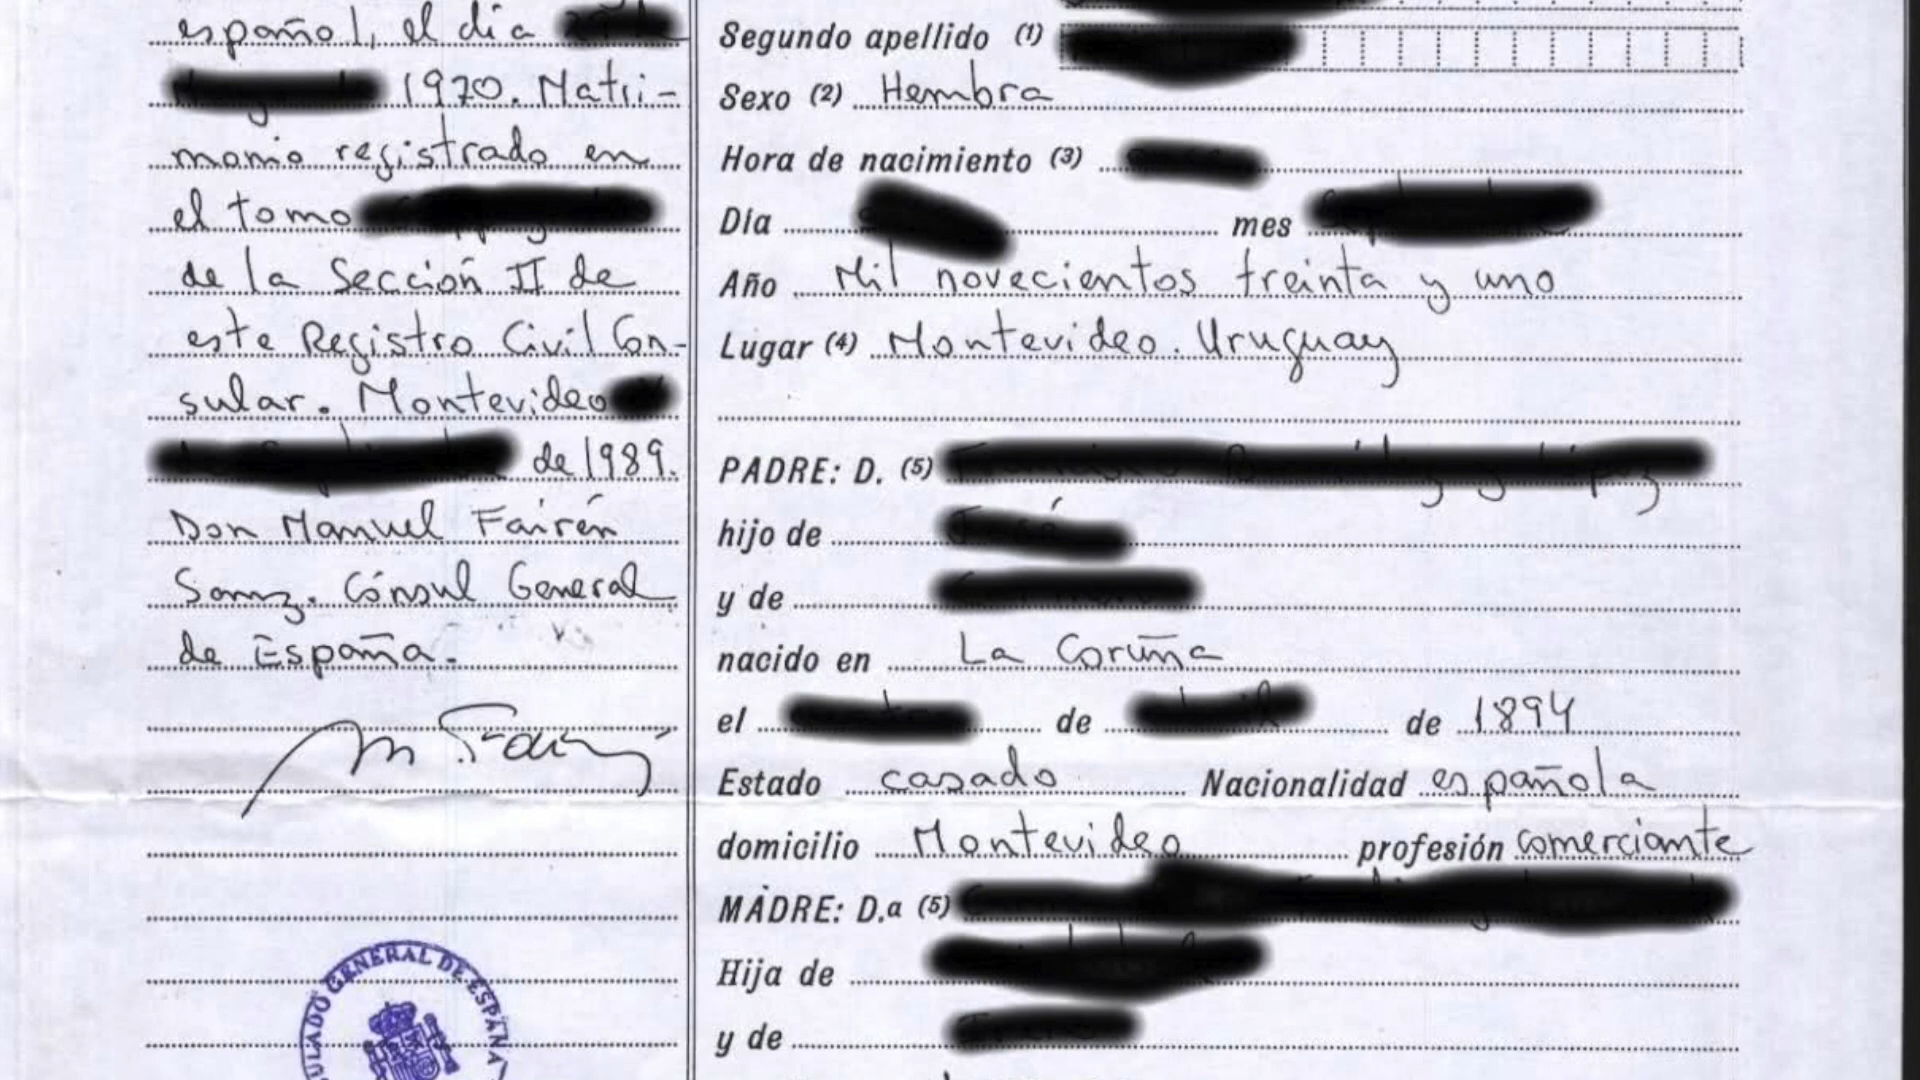 español, el día
1970. Matri-
monio registrado en
el tomo
de la Sección II de
este Registro Civil Con-
sular. Montevideo
de 1989.
Don Manuel Fairén
Sanz. Cónsul General
de España.
M. Fairén
CONSULADO GENERAL DE ESPAÑA
Segundo apellido (1)
Sexo (2) Hembra
Hora de nacimiento (3)
Día mes
Año Mil novecientos treinta y uno
Lugar (4) Montevideo. Uruguay
PADRE: D. (5)
hijo de
y de
nacido en La Coruña
el de de 1894
Estado casado Nacionalidad española
domicilio Montevideo profesión comerciante
MADRE: D.a (5)
Hija de
y de